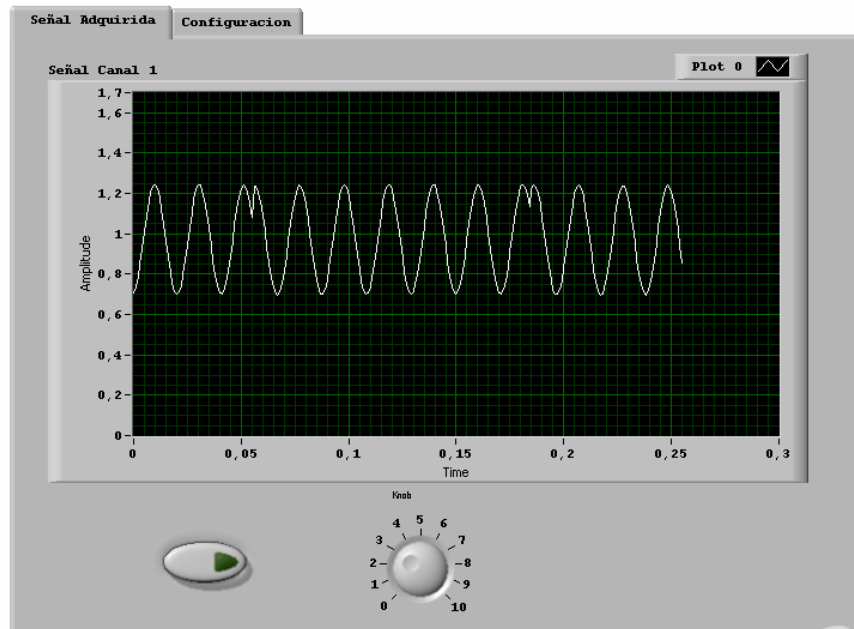 Señal Adquirida
Configuracion
Señal Canal 1
Plot 0
1,7
1,6
1,4
1,2
1
0,8
0,6
0,4
0,2
0
Amplitude
0 0,05 0,1 0,15 0,2 0,25 0,3
Time
Knob
0 1 2 3 4 5 6 7 8 9 10